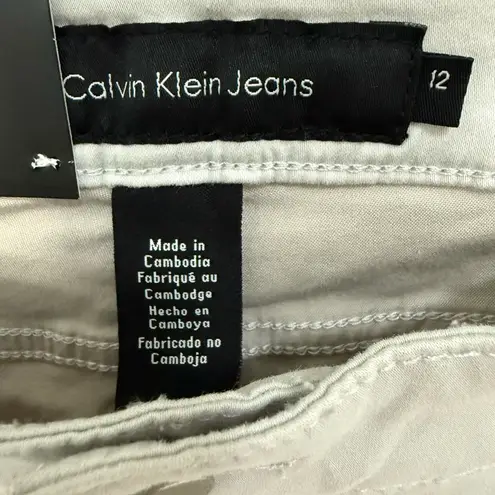 Calvin Klein Jeans
12
Made in
Cambodia
Fabriqué au
Cambodge
Hecho en
Camboya
Fabricado no
Camboja